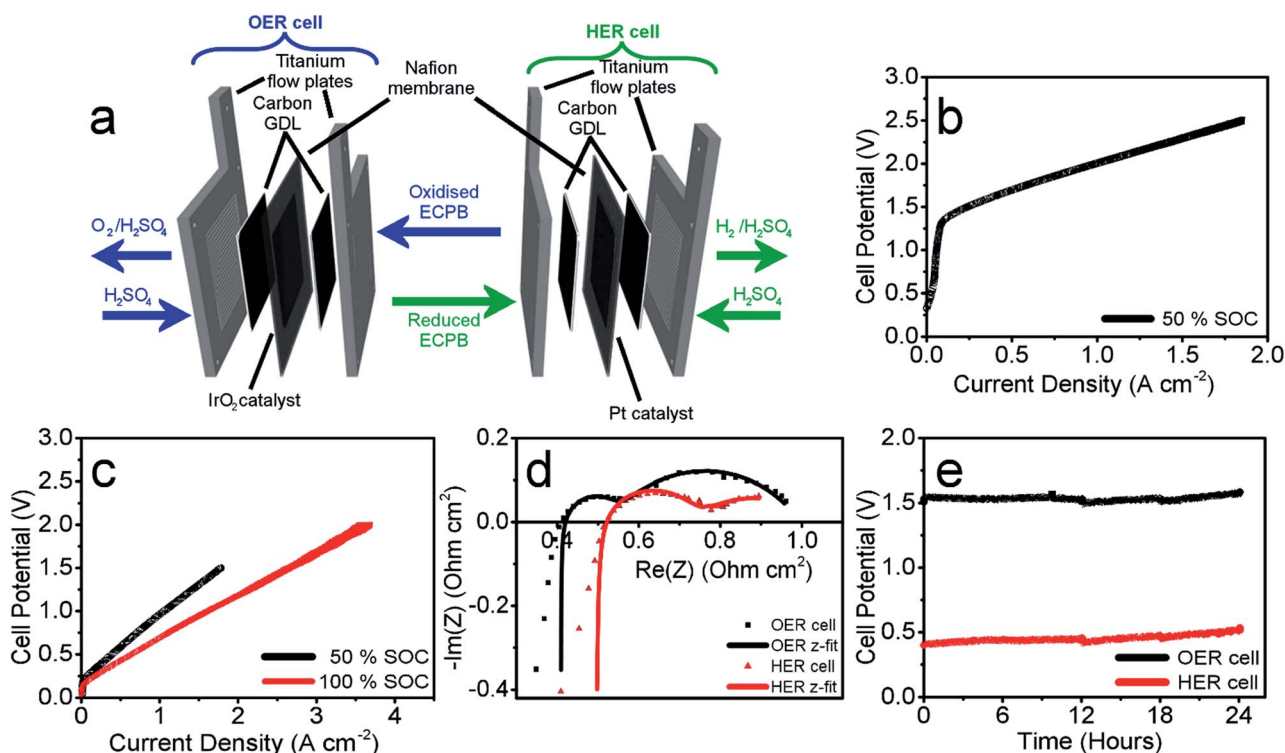 OER cell
HER cell
Titanium
flow plates
Nafion
membrane
Titanium
flow plates
Carbon
GDL
Carbon
GDL
a
Oxidised
ECPB
O₂/H₂SO₄
H₂/H₂SO₄
H₂SO₄
H₂SO₄
Reduced
ECPB
IrO₂catalyst
Pt catalyst
b
Cell Potential (V)
3.0
2.5
2.0
1.5
1.0
0.5
0.0
50 % SOC
0.0 0.5 1.0 1.5 2.0
Current Density (A cm⁻²)
c
Cell Potential (V)
3.0
2.5
2.0
1.5
1.0
0.5
0.0
50 % SOC
100 % SOC
0 1 2 3 4
Current Density (A cm⁻²)
d
-Im(Z) (Ohm cm²)
0.2
0.0
-0.2
-0.4
0.4 0.6 0.8 1.0
Re(Z) (Ohm cm²)
OER cell
OER z-fit
HER cell
HER z-fit
e
Cell Potential (V)
3.0
2.5
2.0
1.5
1.0
0.5
0.0
OER cell
HER cell
0 6 12 18 24
Time (Hours)